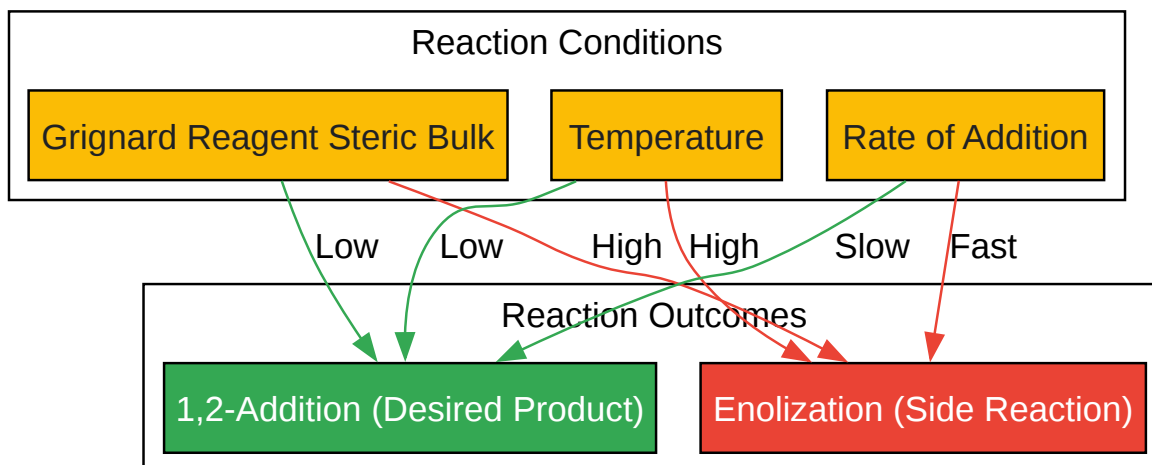 Reaction Conditions
Grignard Reagent Steric Bulk
Temperature
Rate of Addition
Low
Low
High
High
Slow
Fast
Reaction Outcomes
1,2-Addition (Desired Product)
Enolization (Side Reaction)